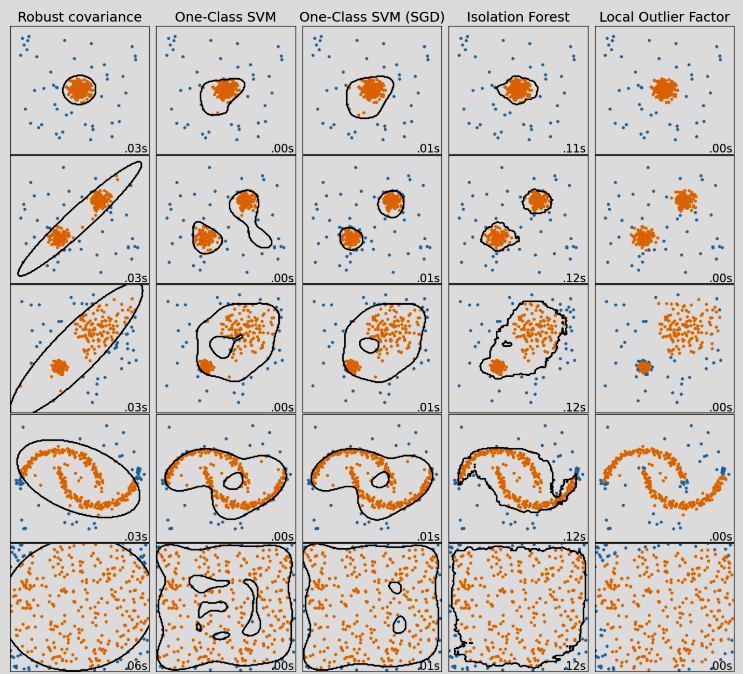 Robust covariance One-Class SVM One-Class SVM (SGD) Isolation Forest Local Outlier Factor
.03s .00s .01s .11s .00s
.03s .00s .01s .12s .00s
.03s .00s .01s .12s .00s
.03s .00s .01s .12s .00s
.06s .00s .01s .12s .00s